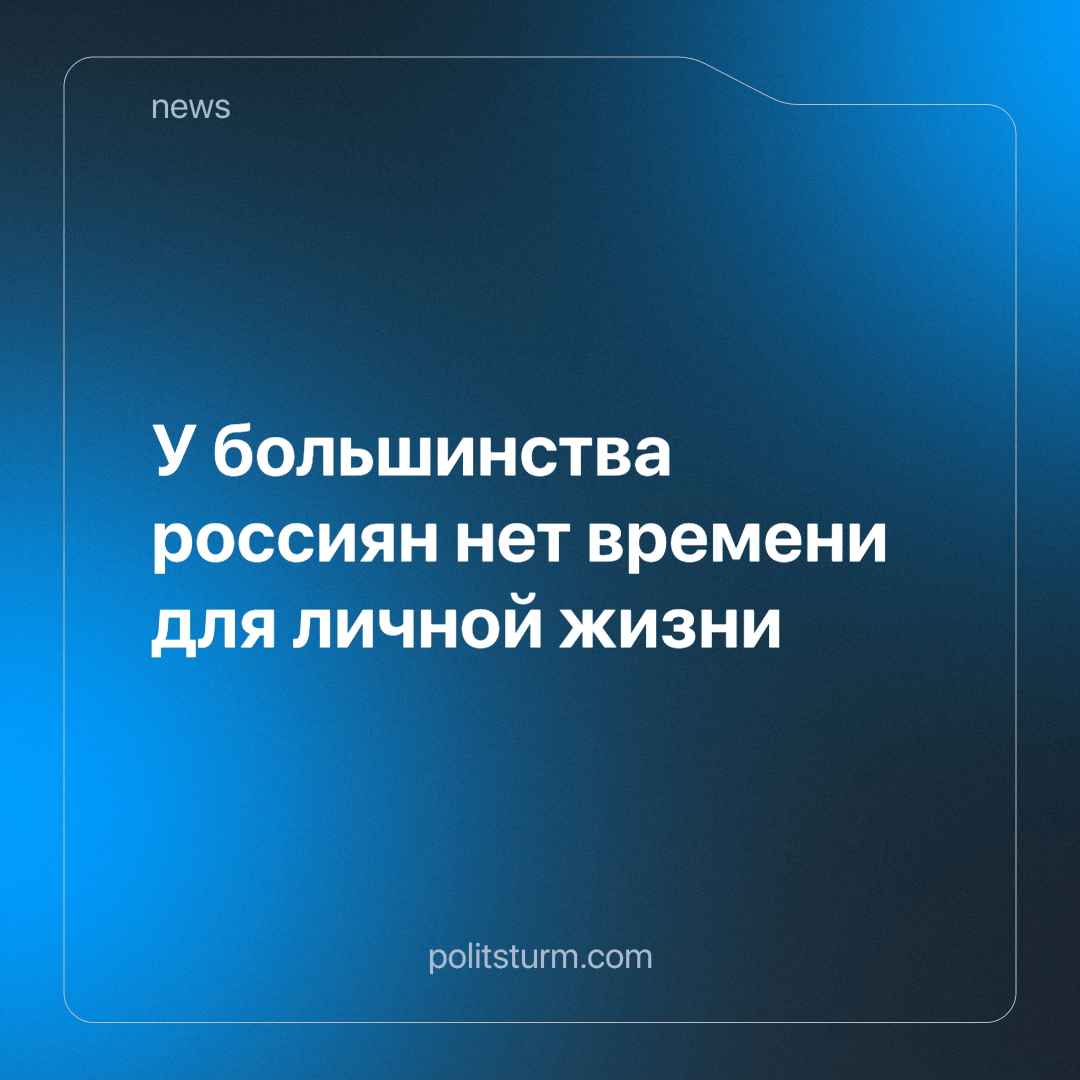 news
У большинства
россиян нет времени
для личной жизни
politsturm.com